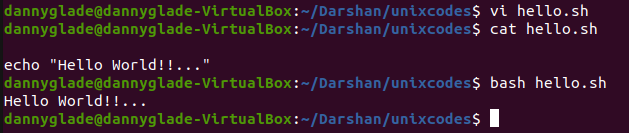 dannyglade@dannyglade-VirtualBox:~/Darshan/unixcodes$ vi hello.sh
dannyglade@dannyglade-VirtualBox:~/Darshan/unixcodes$ cat hello.sh
echo "Hello World!!..."
dannyglade@dannyglade-VirtualBox:~/Darshan/unixcodes$ bash hello.sh
Hello World!!...
dannyglade@dannyglade-VirtualBox:~/Darshan/unixcodes$